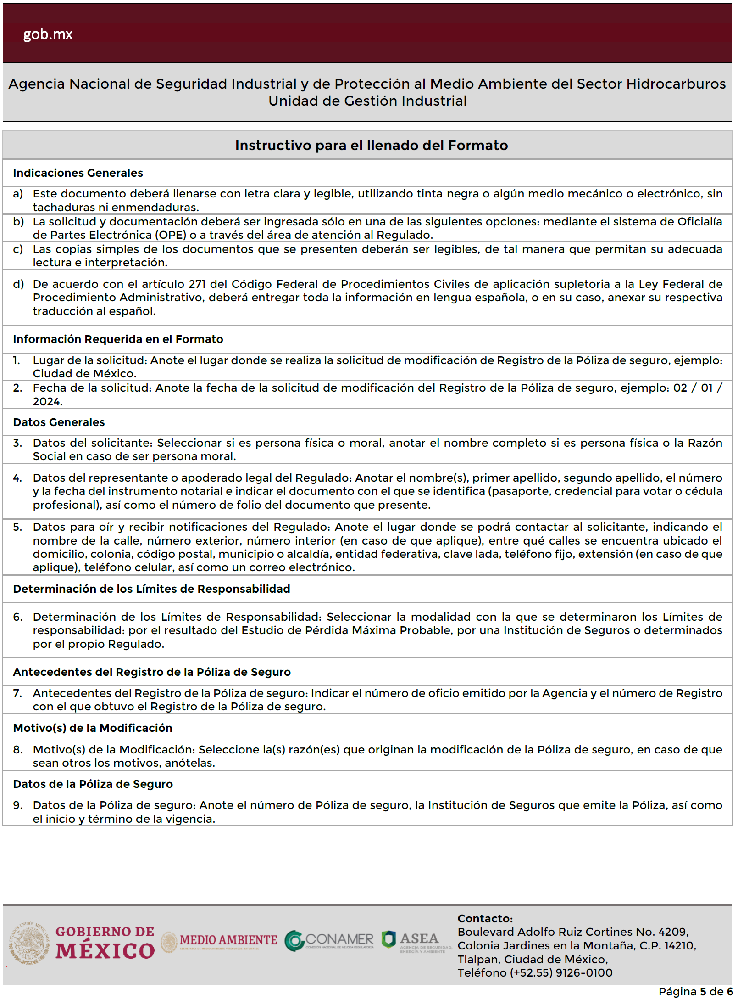 gob.mx
Agencia Nacional de Seguridad Industrial y de Protección al Medio Ambiente del Sector Hidrocarburos
Unidad de Gestión Industrial
Instructivo para el llenado del Formato
Indicaciones Generales
a) Este documento deberá llenarse con letra clara y legible, utilizando tinta negra o algún medio mecánico o electrónico, sin
tachaduras ni enmendaduras.
b) La solicitud y documentación deberá ser ingresada sólo en una de las siguientes opciones: mediante el sistema de Oficialía
de Partes Electrónica (OPE) o a través del área de atención al Regulado.
c) Las copias simples de los documentos que se presenten deberán ser legibles, de tal manera que permitan su adecuada
lectura e interpretación.
d) De acuerdo con el artículo 271 del Código Federal de Procedimientos Civiles de aplicación supletoria a la Ley Federal de
Procedimiento Administrativo, deberá entregar toda la información en lengua española, o en su caso, anexar su respectiva
traducción al español.
Información Requerida en el Formato
1. Lugar de la solicitud: Anote el lugar donde se realiza la solicitud de modificación de Registro de la Póliza de seguro, ejemplo:
Ciudad de México.
2. Fecha de la solicitud: Anote la fecha de la solicitud de modificación del Registro de la Póliza de seguro, ejemplo: 02 / 01 /
2024.
Datos Generales
3. Datos del solicitante: Seleccionar si es persona física o moral, anotar el nombre completo si es persona física o la Razón
Social en caso de ser persona moral.
4. Datos del representante o apoderado legal del Regulado: Anotar el nombre(s), primer apellido, segundo apellido, el número
y la fecha del instrumento notarial e indicar el documento con el que se identifica (pasaporte, credencial para votar o cédula
profesional), así como el número de folio del documento que presente.
5. Datos para oír y recibir notificaciones del Regulado: Anote el lugar donde se podrá contactar al solicitante, indicando el
nombre de la calle, número exterior, número interior (en caso de que aplique), entre qué calles se encuentra ubicado el
domicilio, colonia, código postal, municipio o alcaldía, entidad federativa, clave lada, teléfono fijo, extensión (en caso de que
aplique), teléfono celular, así como un correo electrónico.
Determinación de los Límites de Responsabilidad
6. Determinación de los Límites de Responsabilidad: Seleccionar la modalidad con la que se determinaron los Límites de
responsabilidad: por el resultado del Estudio de Pérdida Máxima Probable, por una Institución de Seguros o determinados
por el propio Regulado.
Antecedentes del Registro de la Póliza de Seguro
7. Antecedentes del Registro de la Póliza de seguro: Indicar el número de oficio emitido por la Agencia y el número de Registro
con el que obtuvo el Registro de la Póliza de seguro.
Motivo(s) de la Modificación
8. Motivo(s) de la Modificación: Seleccione la(s) razón(es) que originan la modificación de la Póliza de seguro, en caso de que
sean otros los motivos, anótelas.
Datos de la Póliza de Seguro
9. Datos de la Póliza de seguro: Anote el número de Póliza de seguro, la Institución de Seguros que emite la Póliza, así como
el inicio y término de la vigencia.
ESTADOS UNIDOS MEXICANOS
GOBIERNO DE
MÉXICO
MEDIO AMBIENTE
SECRETARÍA DE MEDIO AMBIENTE Y RECURSOS NATURALES
CONAMER
COMISIÓN NACIONAL DE MEJORA REGULATORIA
ASEA
AGENCIA DE SEGURIDAD,
ENERGÍA Y AMBIENTE
Contacto:
Boulevard Adolfo Ruiz Cortines No. 4209,
Colonia Jardines en la Montaña, C.P. 14210,
Tlalpan, Ciudad de México,
Teléfono (+52.55) 9126-0100
Página 5 de 6